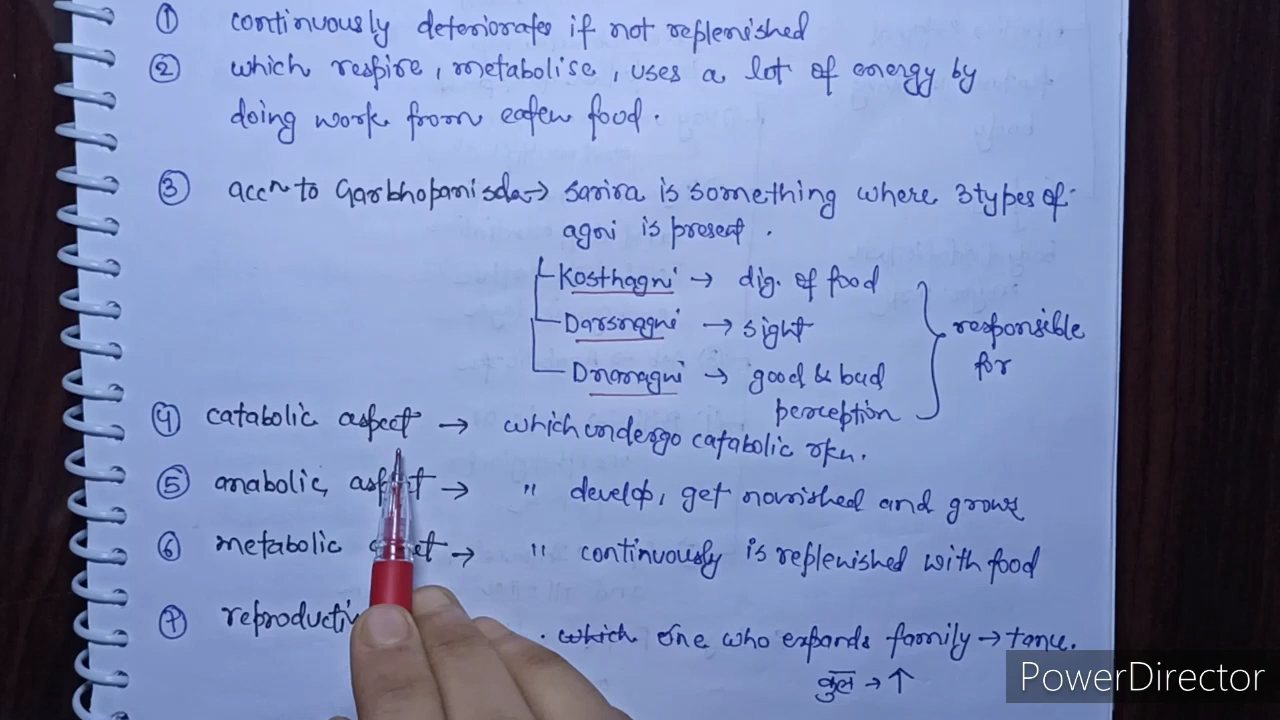 ① continuously deteriorates if not replenished
② which respire, metabolise, uses a lot of energy by
doing work from eaten food.
③ accn to Garbhopanisda → sarira is something where 3 types of
agni is present.
Kosthagni → dig. of food
Darsnagni → sight
responsible for
Dnanagni → good & bad
perception
④ catabolic aspect → which undergo catabolic rxn.
⑤ anabolic → " develop, get nourished and grows
⑥ metabolic → " continuously is replenished with food
⑦ . which one who expands family → tanu.
कुल → ↑
PowerDirector